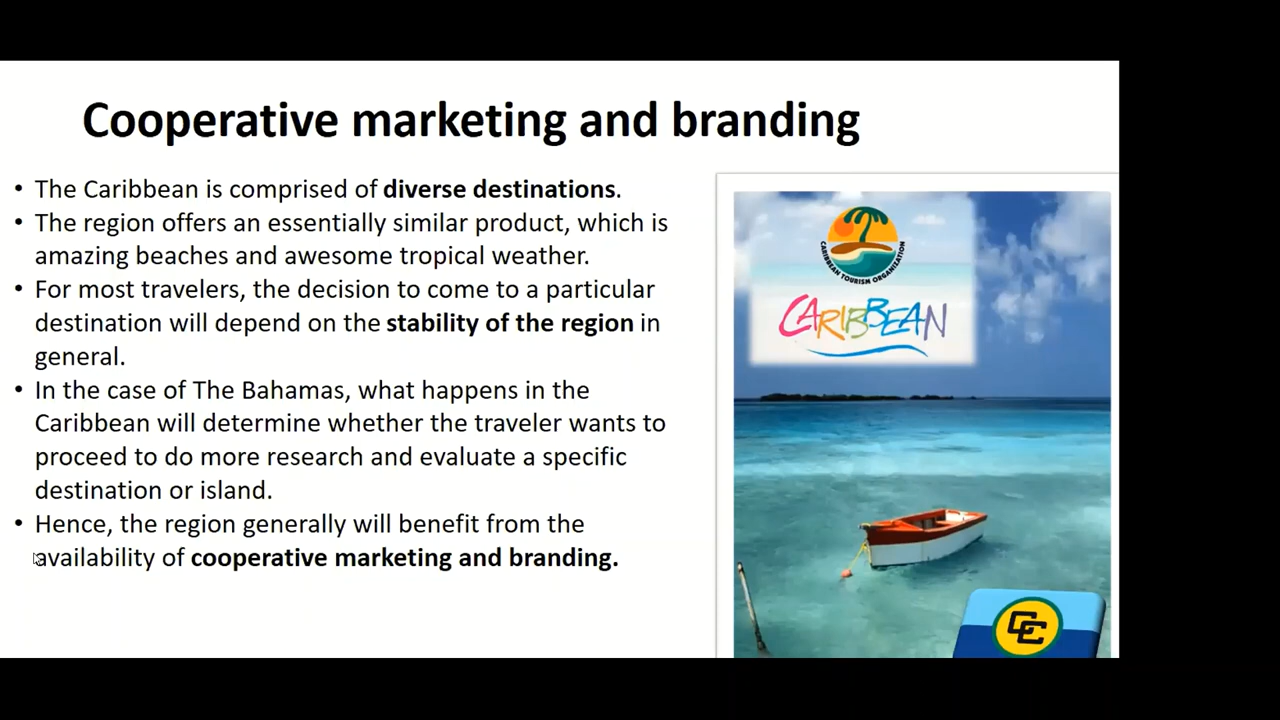 Cooperative marketing and branding
• The Caribbean is comprised of diverse destinations.
• The region offers an essentially similar product, which is
amazing beaches and awesome tropical weather.
• For most travelers, the decision to come to a particular
destination will depend on the stability of the region in
general.
• In the case of The Bahamas, what happens in the
Caribbean will determine whether the traveler wants to
proceed to do more research and evaluate a specific
destination or island.
• Hence, the region generally will benefit from the
availability of cooperative marketing and branding.
CARIBBEAN TOURISM ORGANIZATION
CARIBBEAN
CC